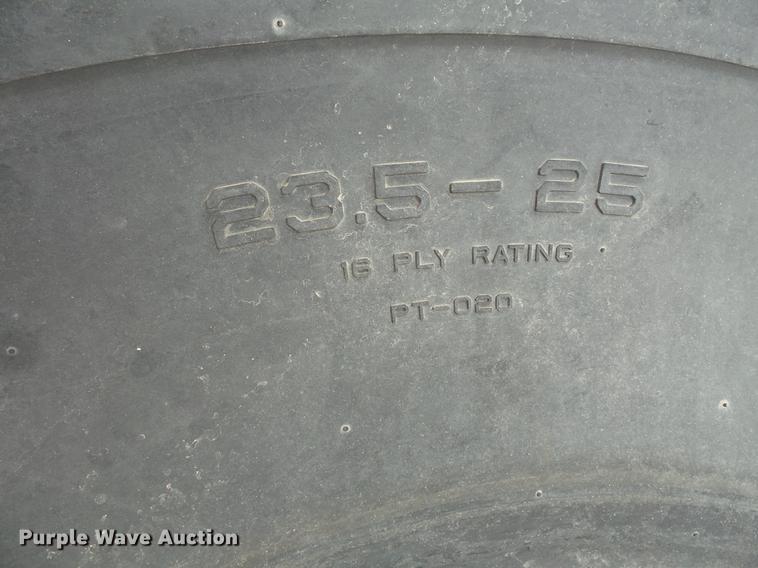 23.5-25
16 PLY RATING
PT-020
Purple Wave Auction